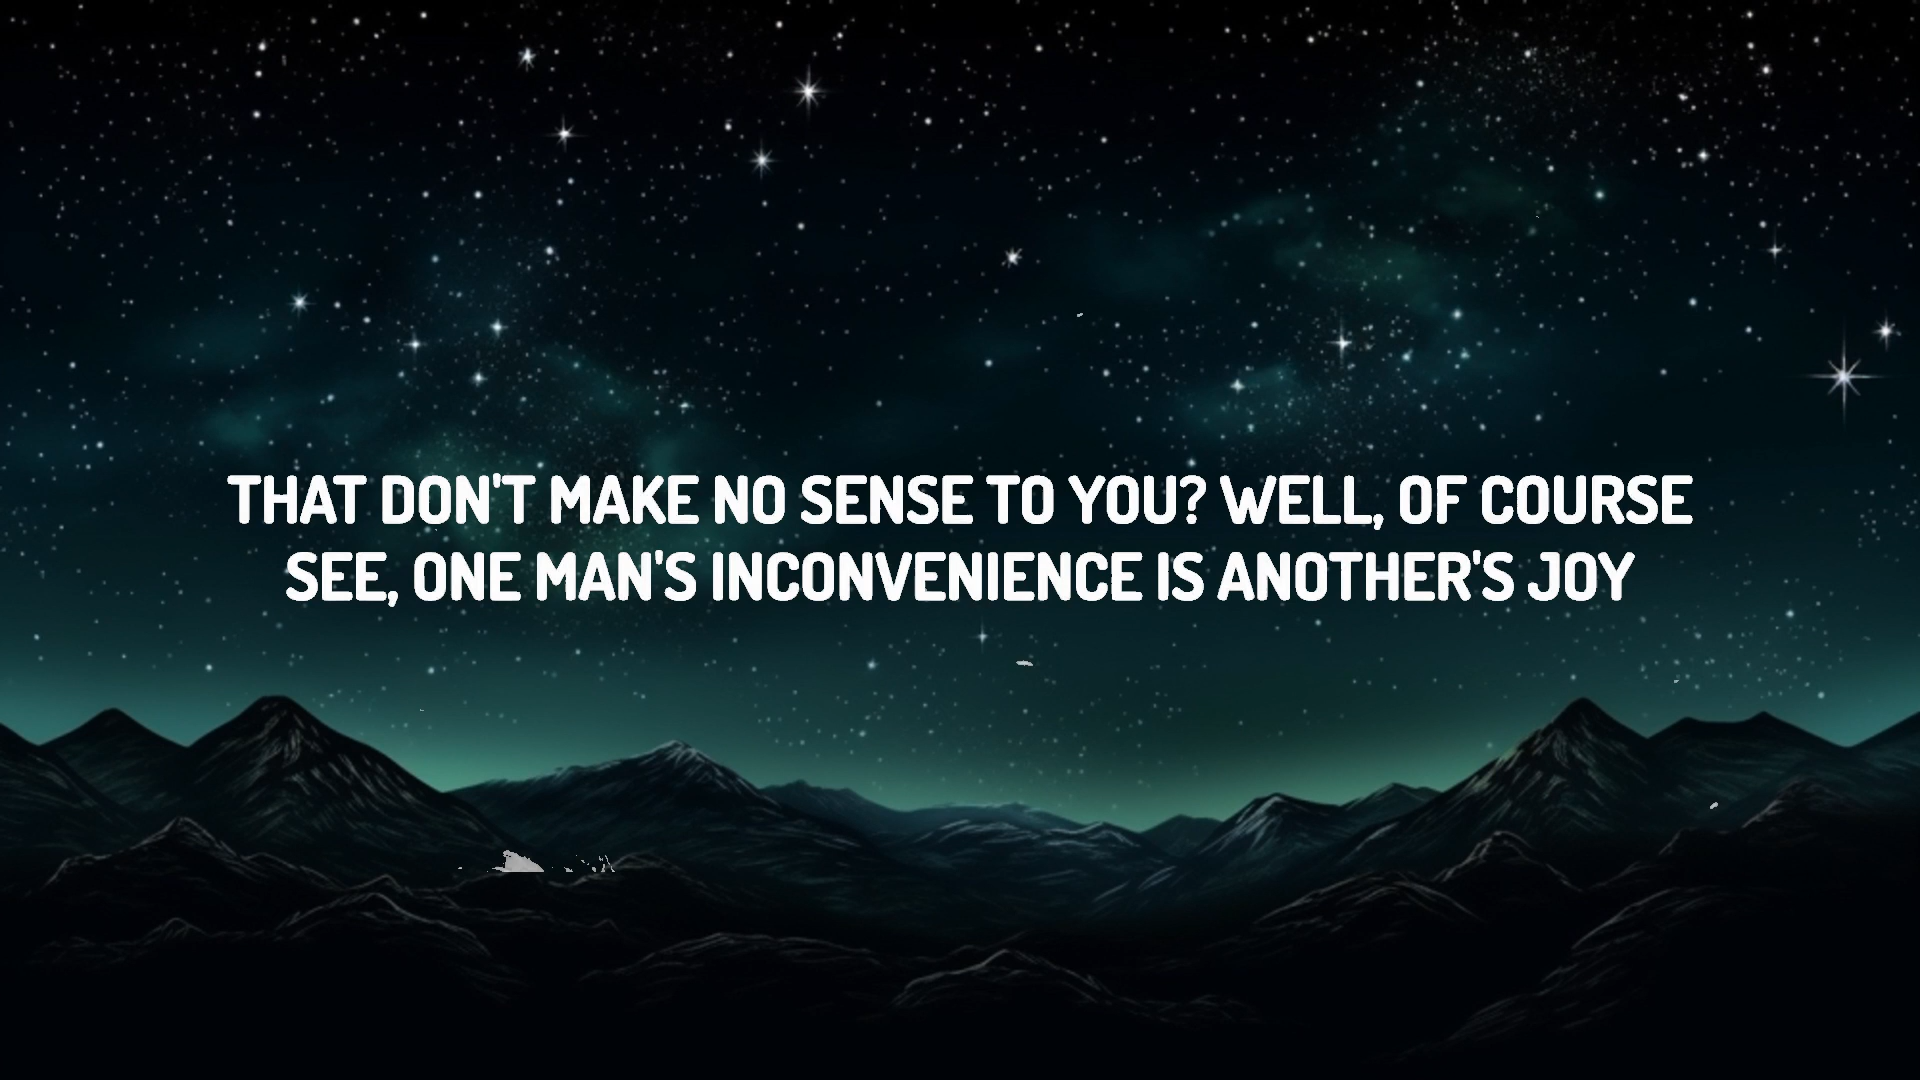 THAT DON'T MAKE NO SENSE TO YOU? WELL, OF COURSE
SEE, ONE MAN'S INCONVENIENCE IS ANOTHER'S JOY